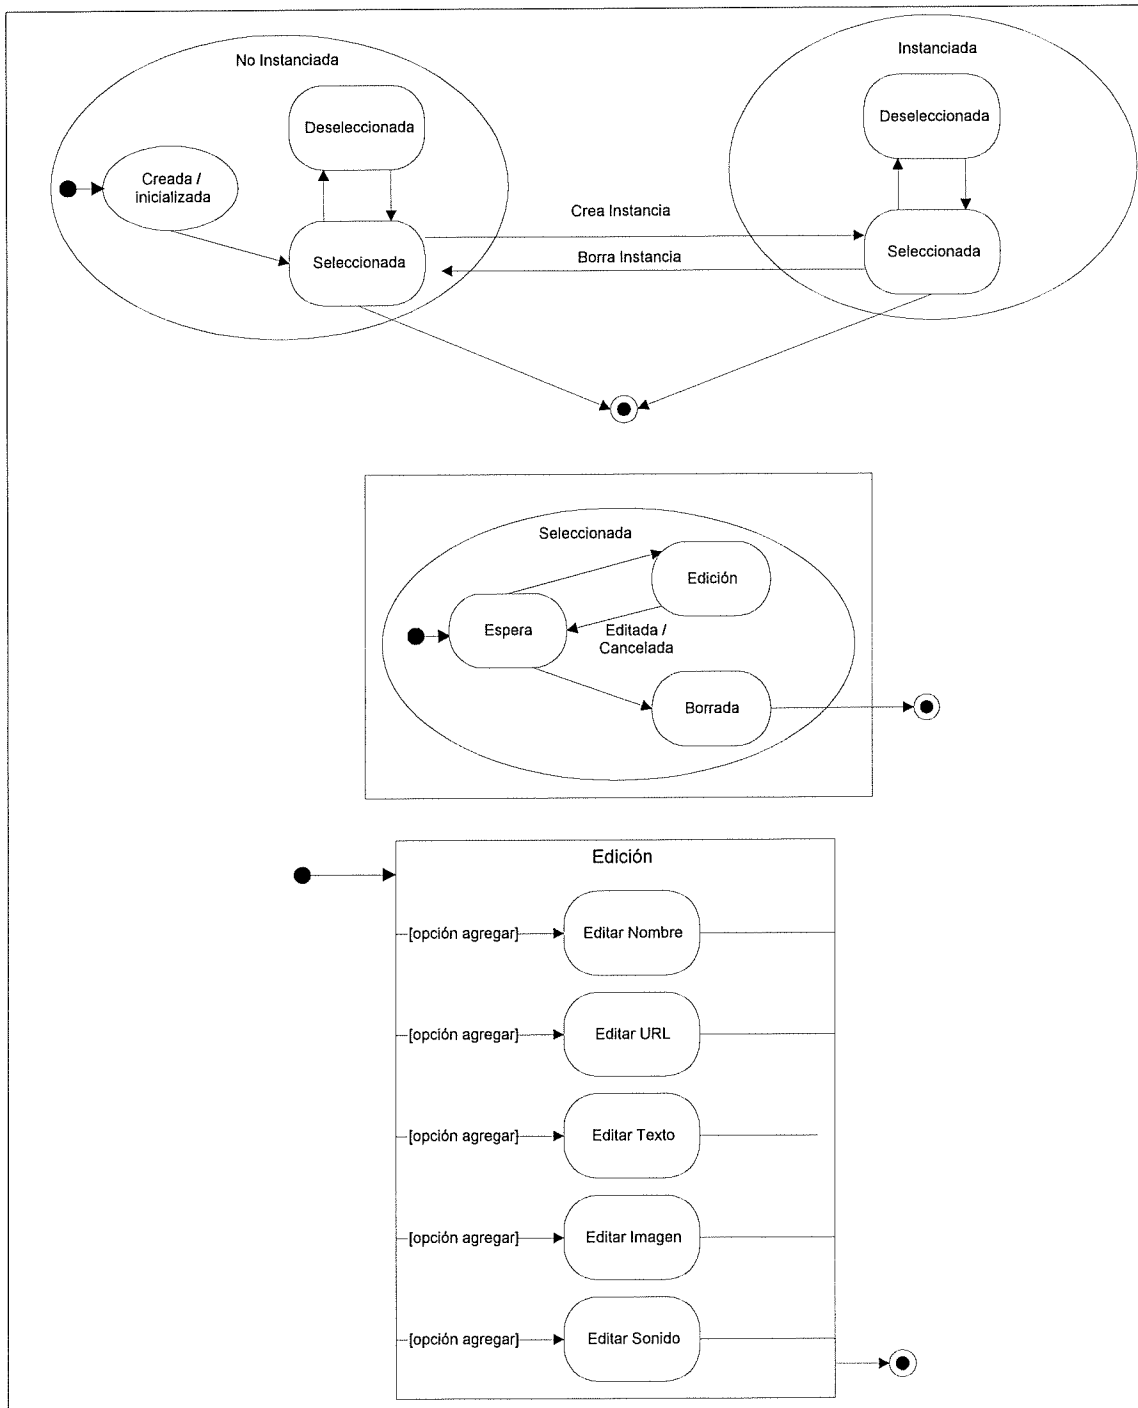 No Instanciada
Instanciada
Deseleccionada
Deseleccionada
Creada /
inicializada
Crea Instancia
Seleccionada
Borra Instancia
Seleccionada
Seleccionada
Edición
Espera
Editada /
Cancelada
Borrada
Edición
[opción agregar]
Editar Nombre
[opción agregar]
Editar URL
[opción agregar]
Editar Texto
[opción agregar]
Editar Imagen
[opción agregar]
Editar Sonido